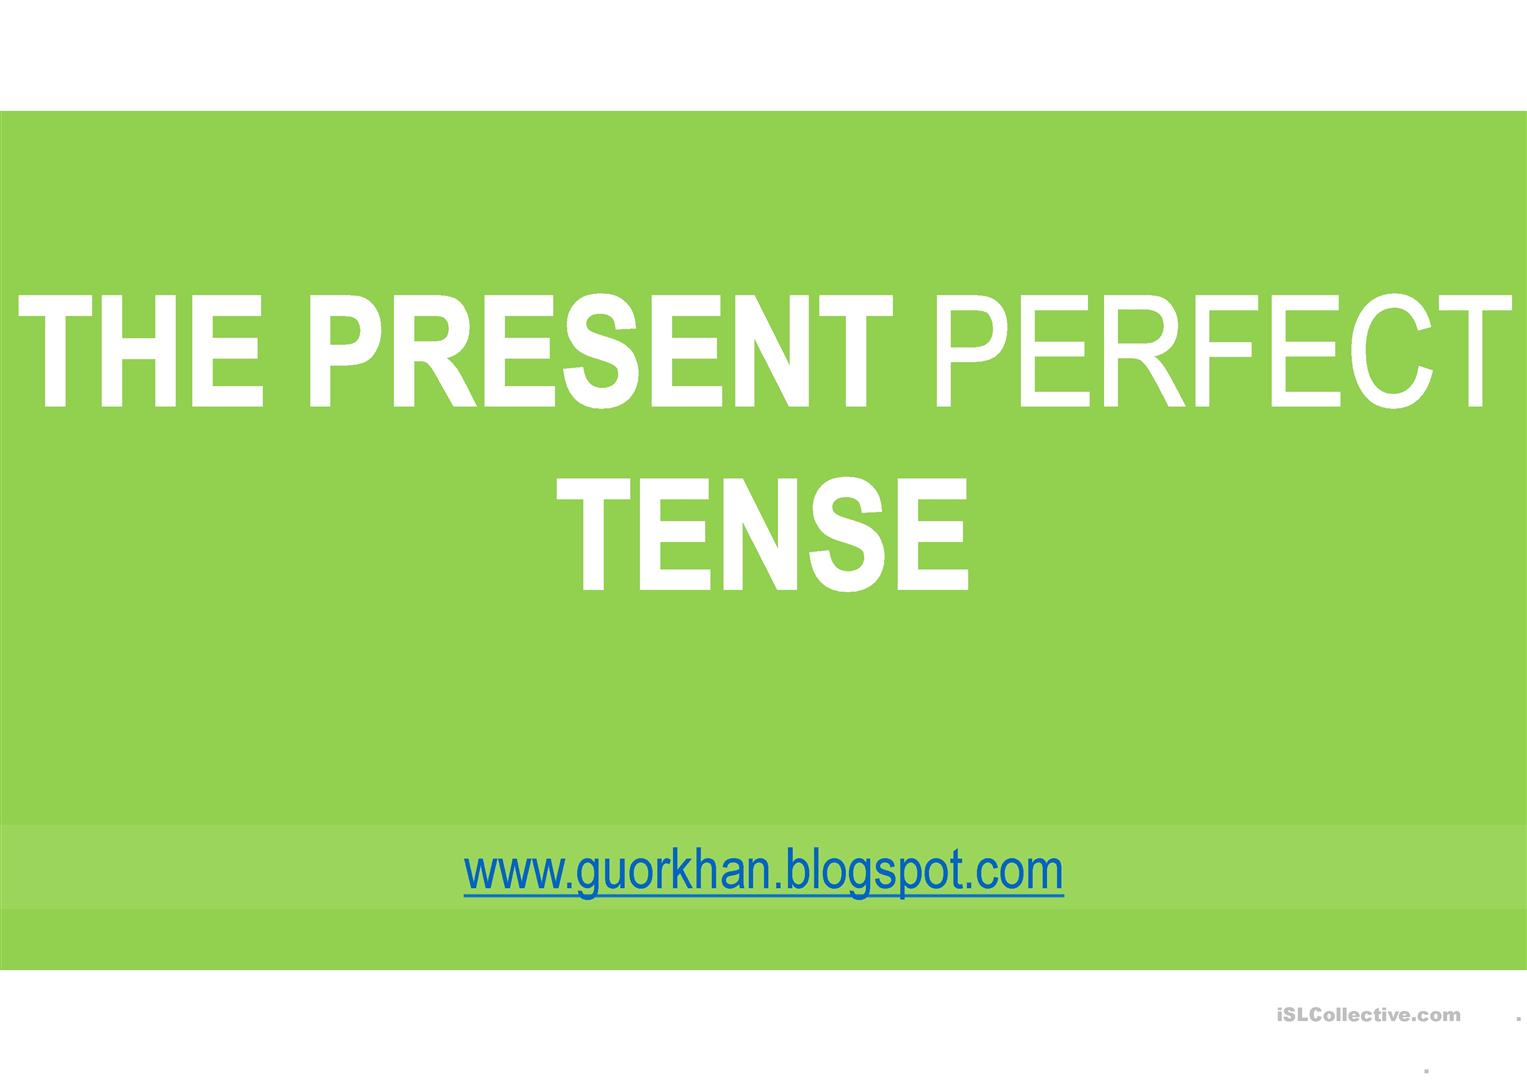 THE PRESENT PERFECT
TENSE
www.guorkhan.blogspot.com
iSLCollective.com